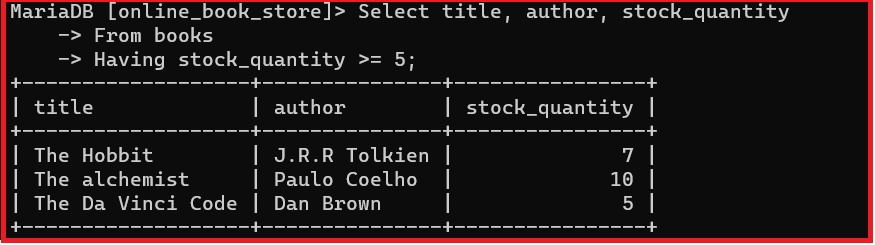 MariaDB [online_book_store]> Select title, author, stock_quantity
    -> From books
    -> Having stock_quantity >= 5;
+-------------------+---------------+----------------+
| title             | author        | stock_quantity |
+-------------------+---------------+----------------+
| The Hobbit        | J.R.R Tolkien |              7 |
| The alchemist     | Paulo Coelho  |             10 |
| The Da Vinci Code | Dan Brown     |              5 |
+-------------------+---------------+----------------+